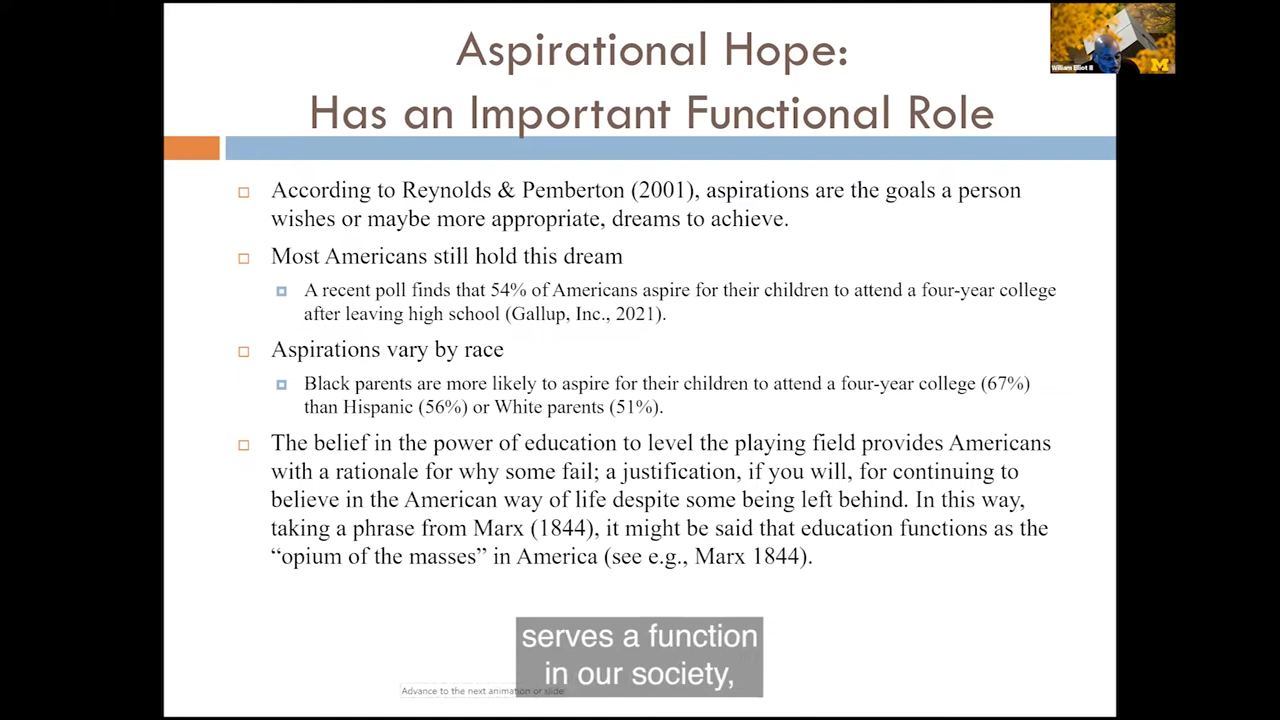 Aspirational Hope:
Has an Important Functional Role
William Elliot II
M
According to Reynolds & Pemberton (2001), aspirations are the goals a person
wishes or maybe more appropriate, dreams to achieve.
Most Americans still hold this dream
A recent poll finds that 54% of Americans aspire for their children to attend a four-year college
after leaving high school (Gallup, Inc., 2021).
Aspirations vary by race
Black parents are more likely to aspire for their children to attend a four-year college (67%)
than Hispanic (56%) or White parents (51%).
The belief in the power of education to level the playing field provides Americans
with a rationale for why some fail; a justification, if you will, for continuing to
believe in the American way of life despite some being left behind. In this way,
taking a phrase from Marx (1844), it might be said that education functions as the
“opium of the masses” in America (see e.g., Marx 1844).
serves a function
in our society,
Advance to the next animation or slide